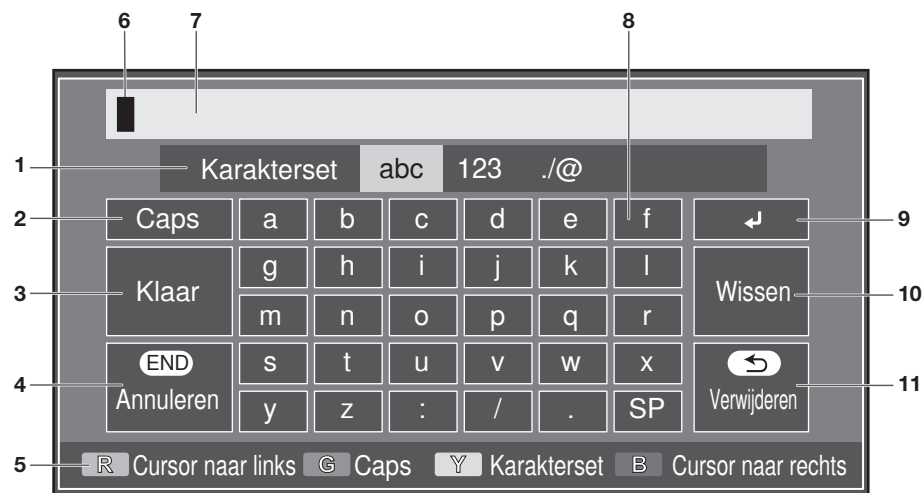 6 7 8
1 Karakterset abc 123 ./@
2 Caps a b c d e f ↲ 9
g h i j k l
3 Klaar Wissen 10
m n o p q r
END s t u v w x
4 Annuleren Verwijderen 11
y z : / . SP
5 R Cursor naar links G Caps Y Karakterset B Cursor naar rechts